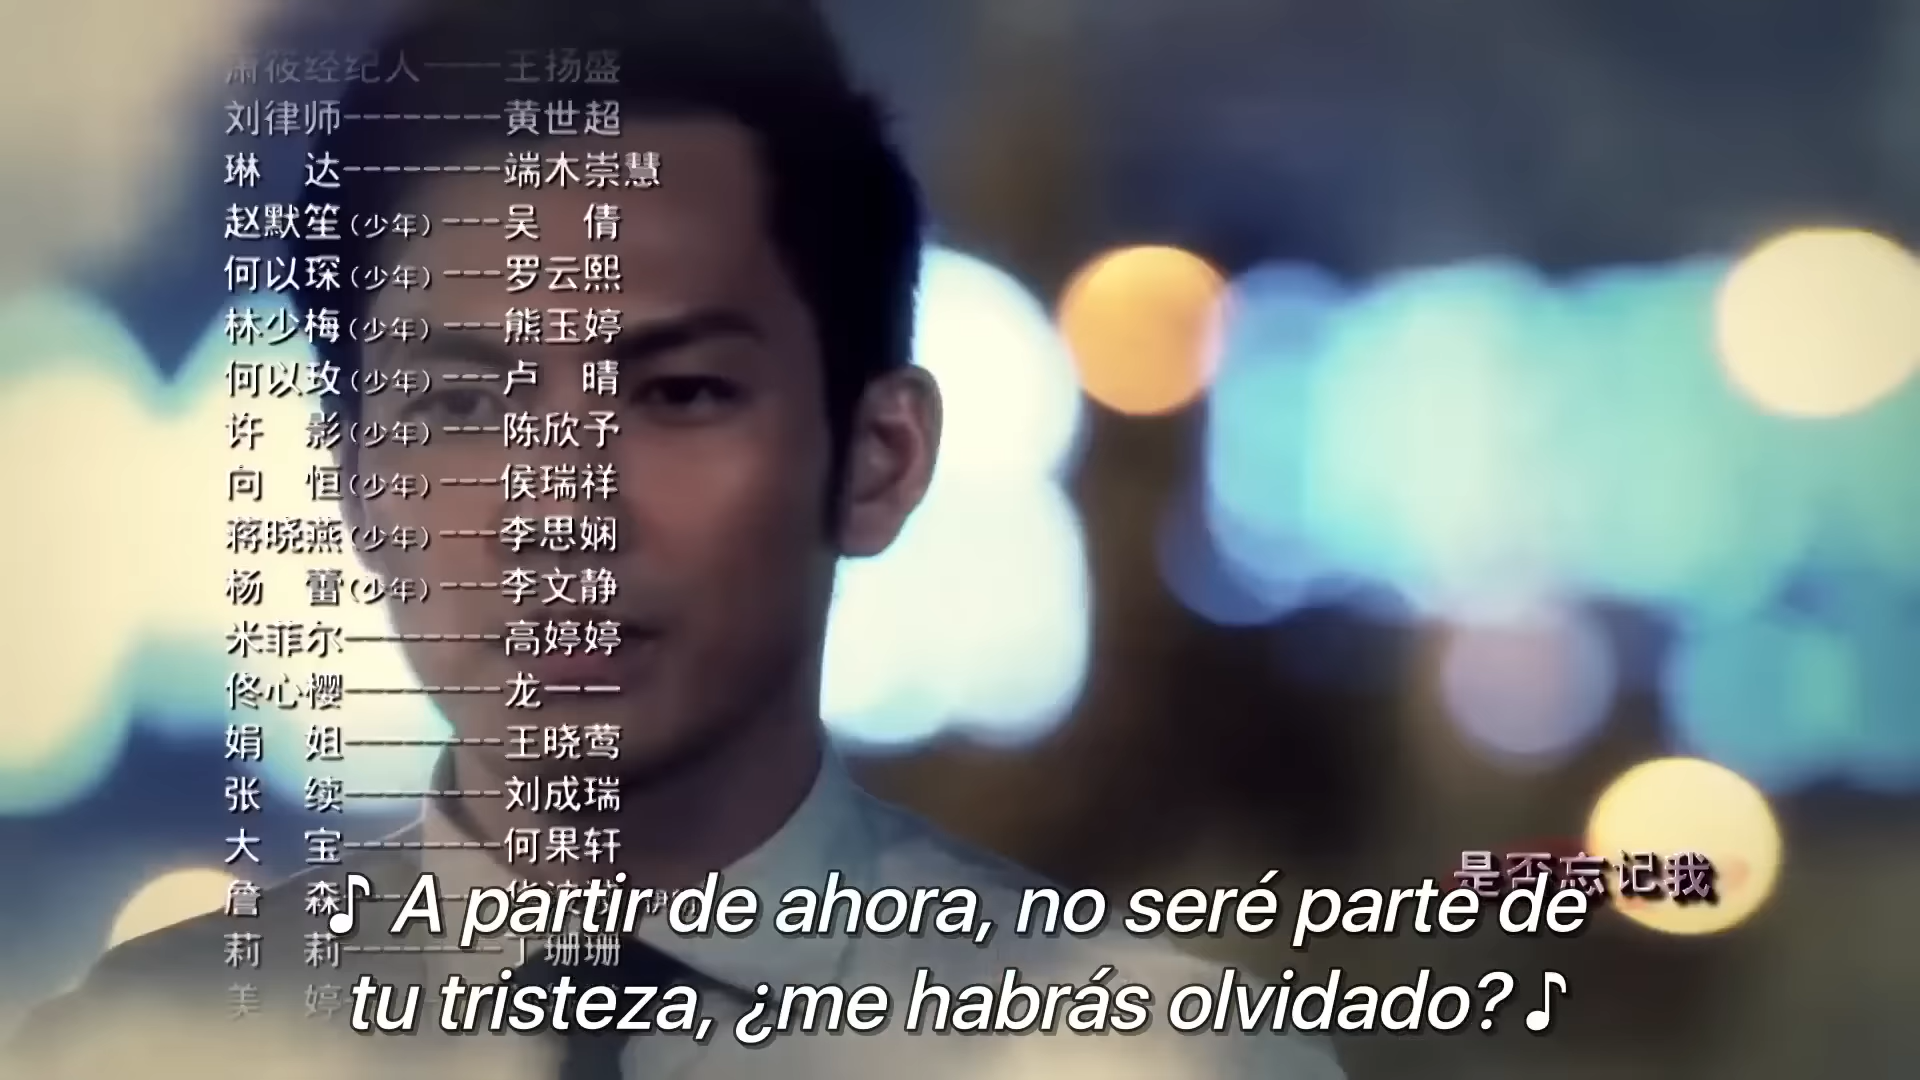 萧筱经纪人----王扬盛
刘律师--------黄世超
琳　达--------端木崇慧
赵默笙(少年)---吴　倩
何以琛(少年)---罗云熙
林少梅(少年)---熊玉婷
何以玫(少年)---卢　晴
许　影(少年)---陈欣予
向　恒(少年)---侯瑞祥
蒋晓燕(少年)---李思娴
杨　蕾(少年)---李文静
米菲尔--------高婷婷
佟心樱--------龙一一
娟　姐--------王晓莺
张　续--------刘成瑞
大　宝--------何果轩
詹　森
莉　莉--------丁珊珊
美　婷
是否忘记我
♪ A partir de ahora, no seré parte de
tu tristeza, ¿me habrás olvidado? ♪